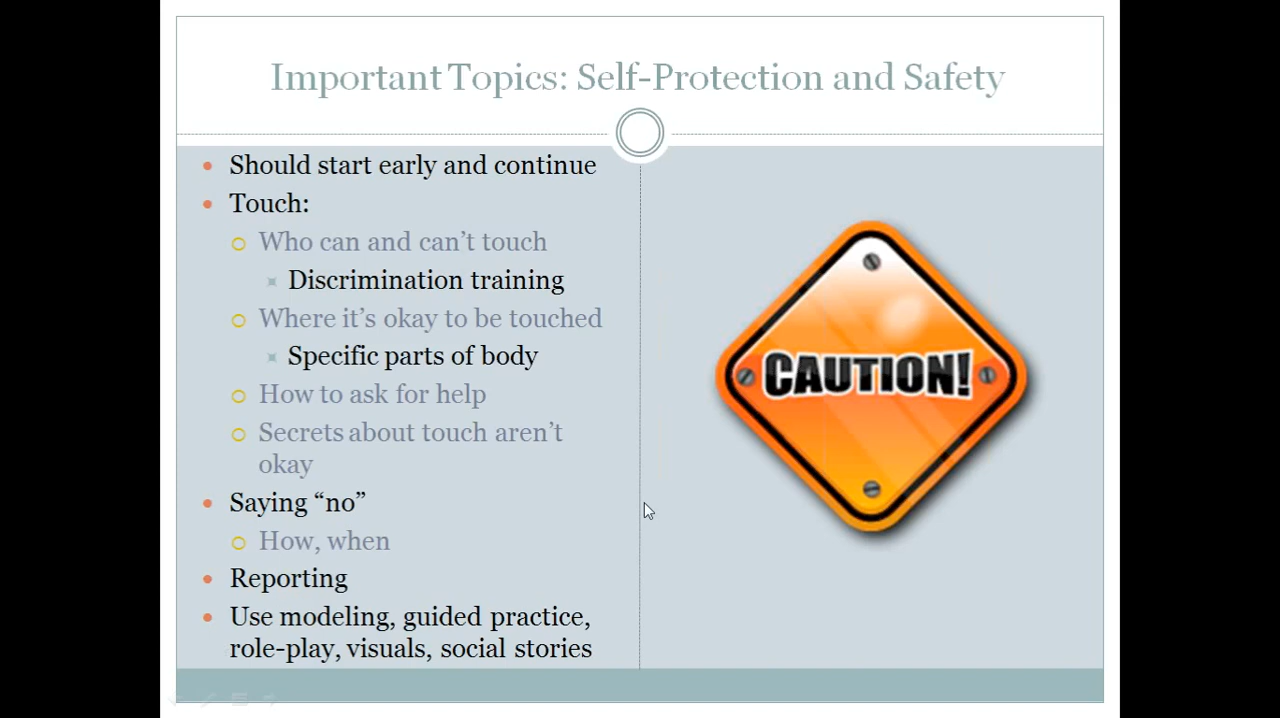 Important Topics: Self-Protection and Safety
Should start early and continue
Touch:
Who can and can’t touch
Discrimination training
Where it’s okay to be touched
Specific parts of body
How to ask for help
Secrets about touch aren’t
okay
Saying “no”
How, when
Reporting
Use modeling, guided practice,
role-play, visuals, social stories
CAUTION!